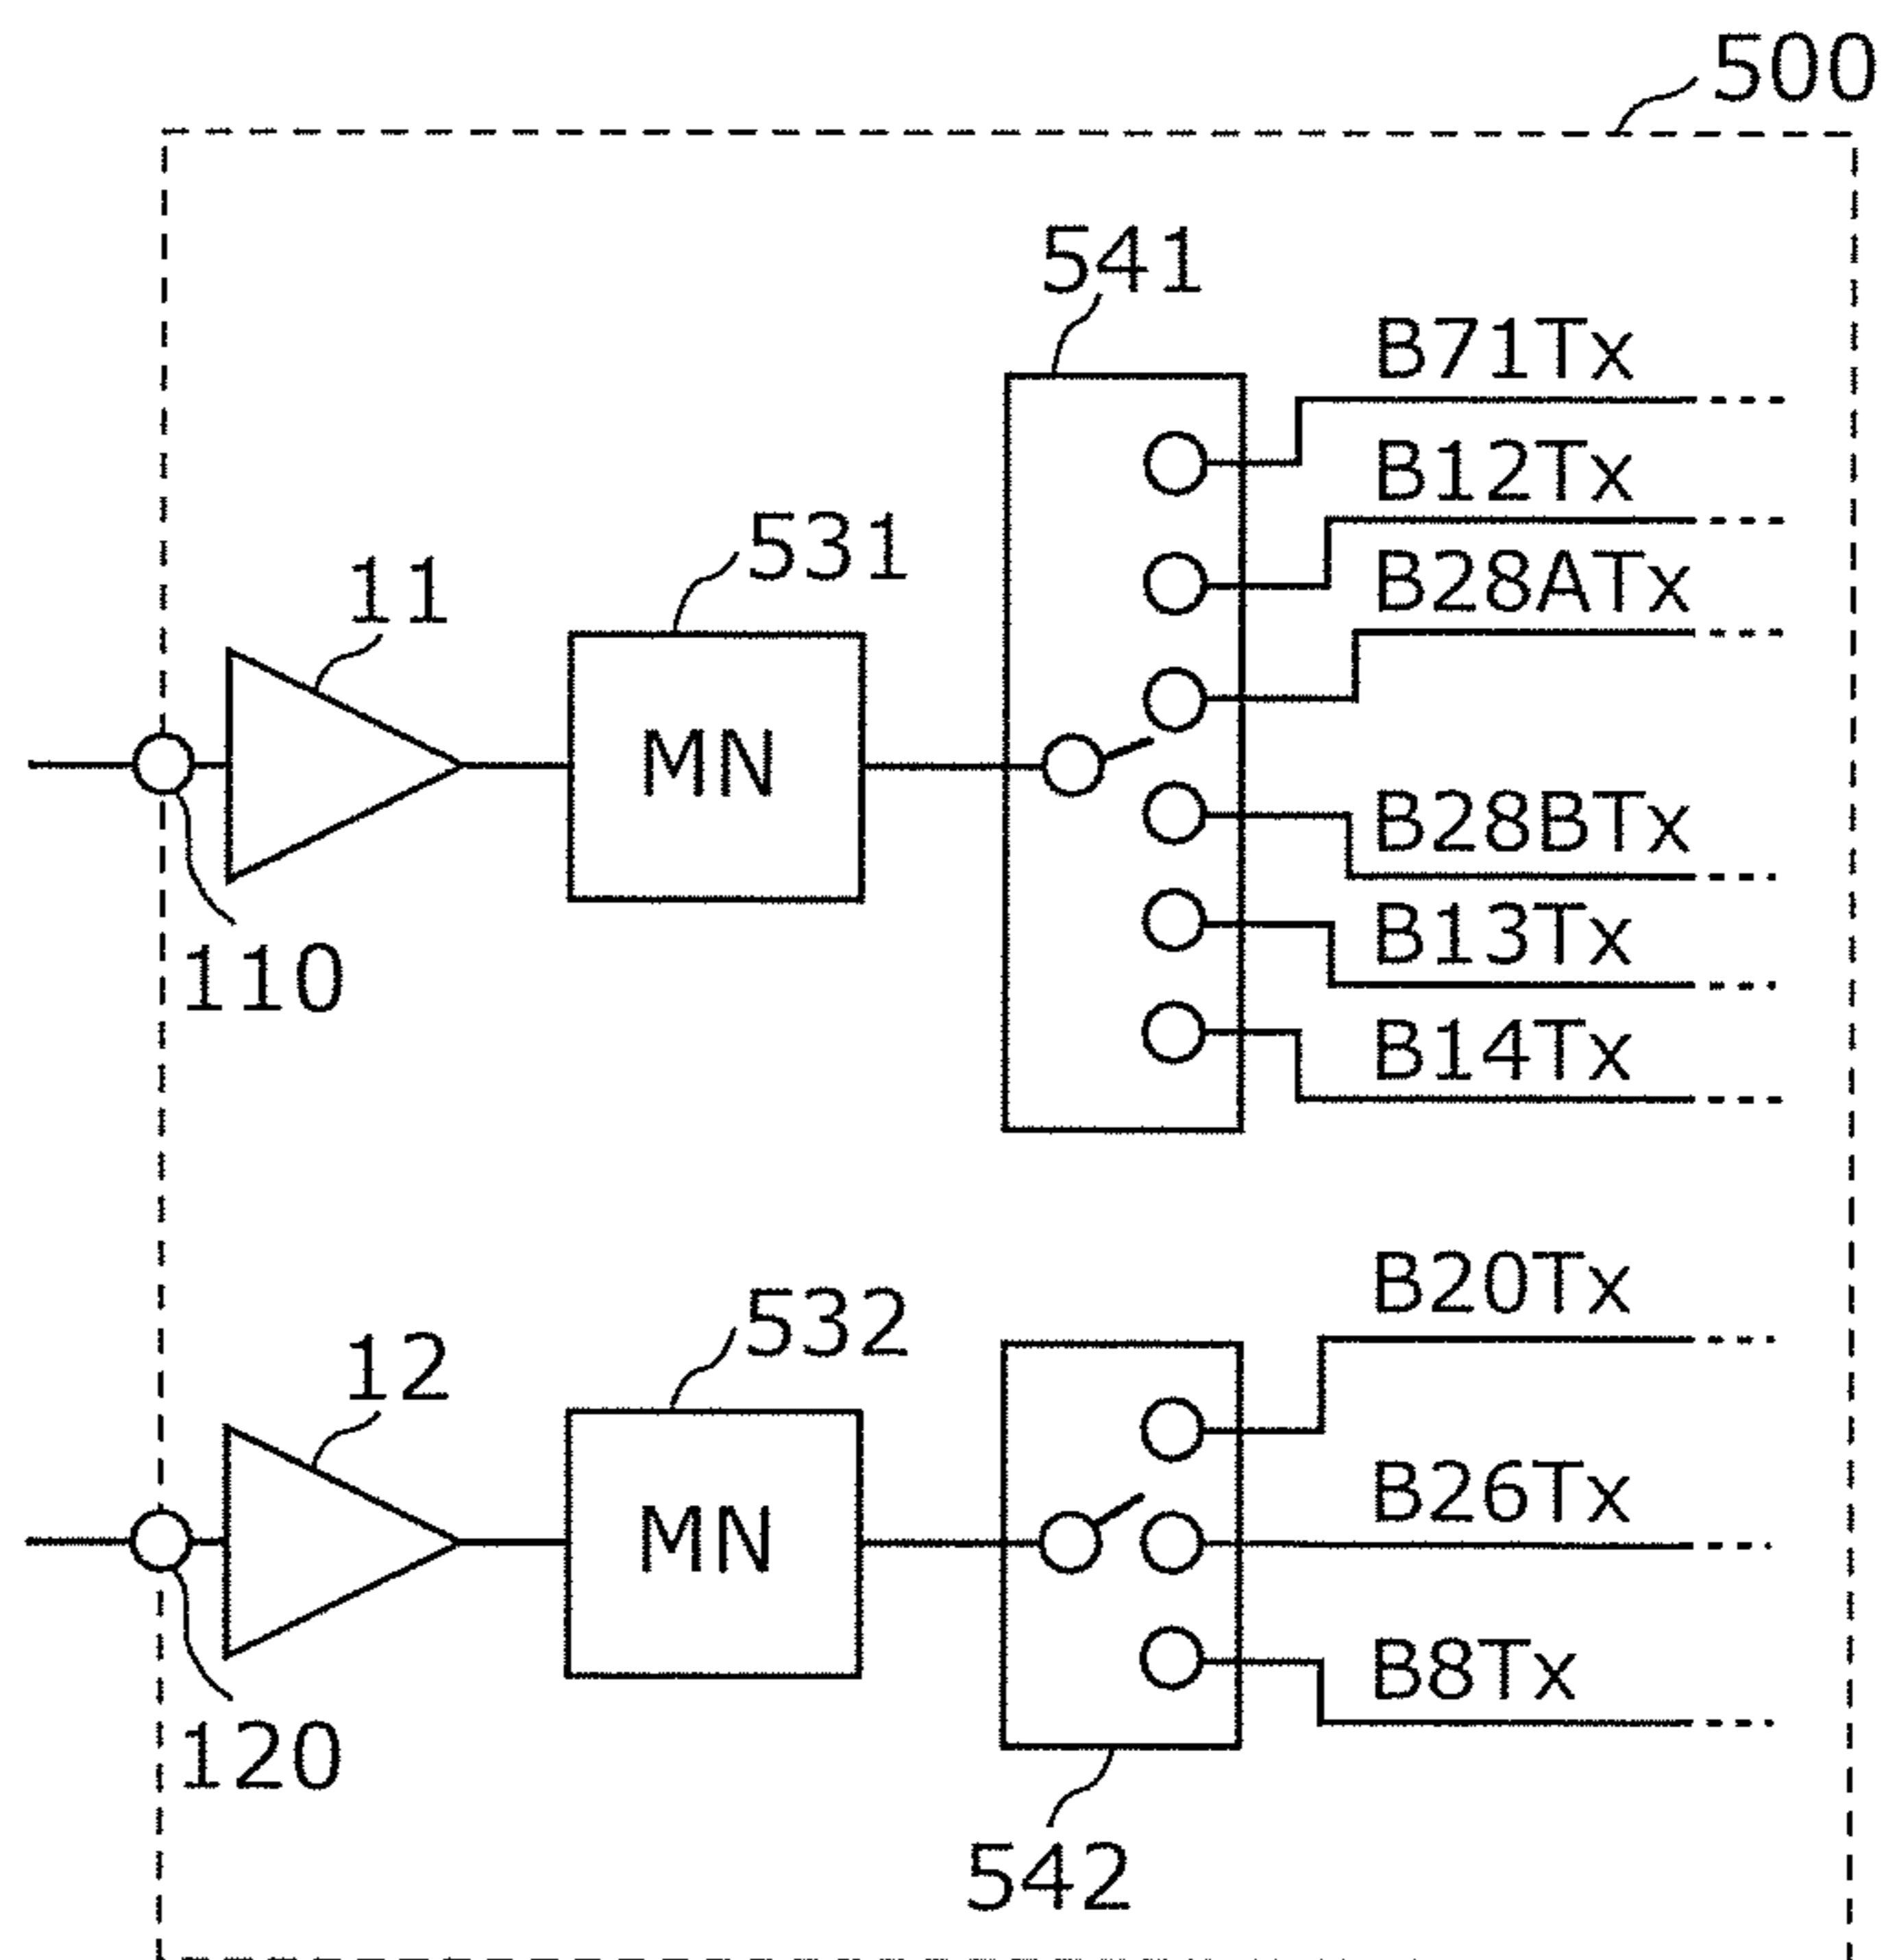 500
541
B71Tx
B12Tx
531
B28ATx
11
MN
B28BTx
B13Tx
110
B14Tx
B20Tx
532
12
B26Tx
MN
B8Tx
120
542